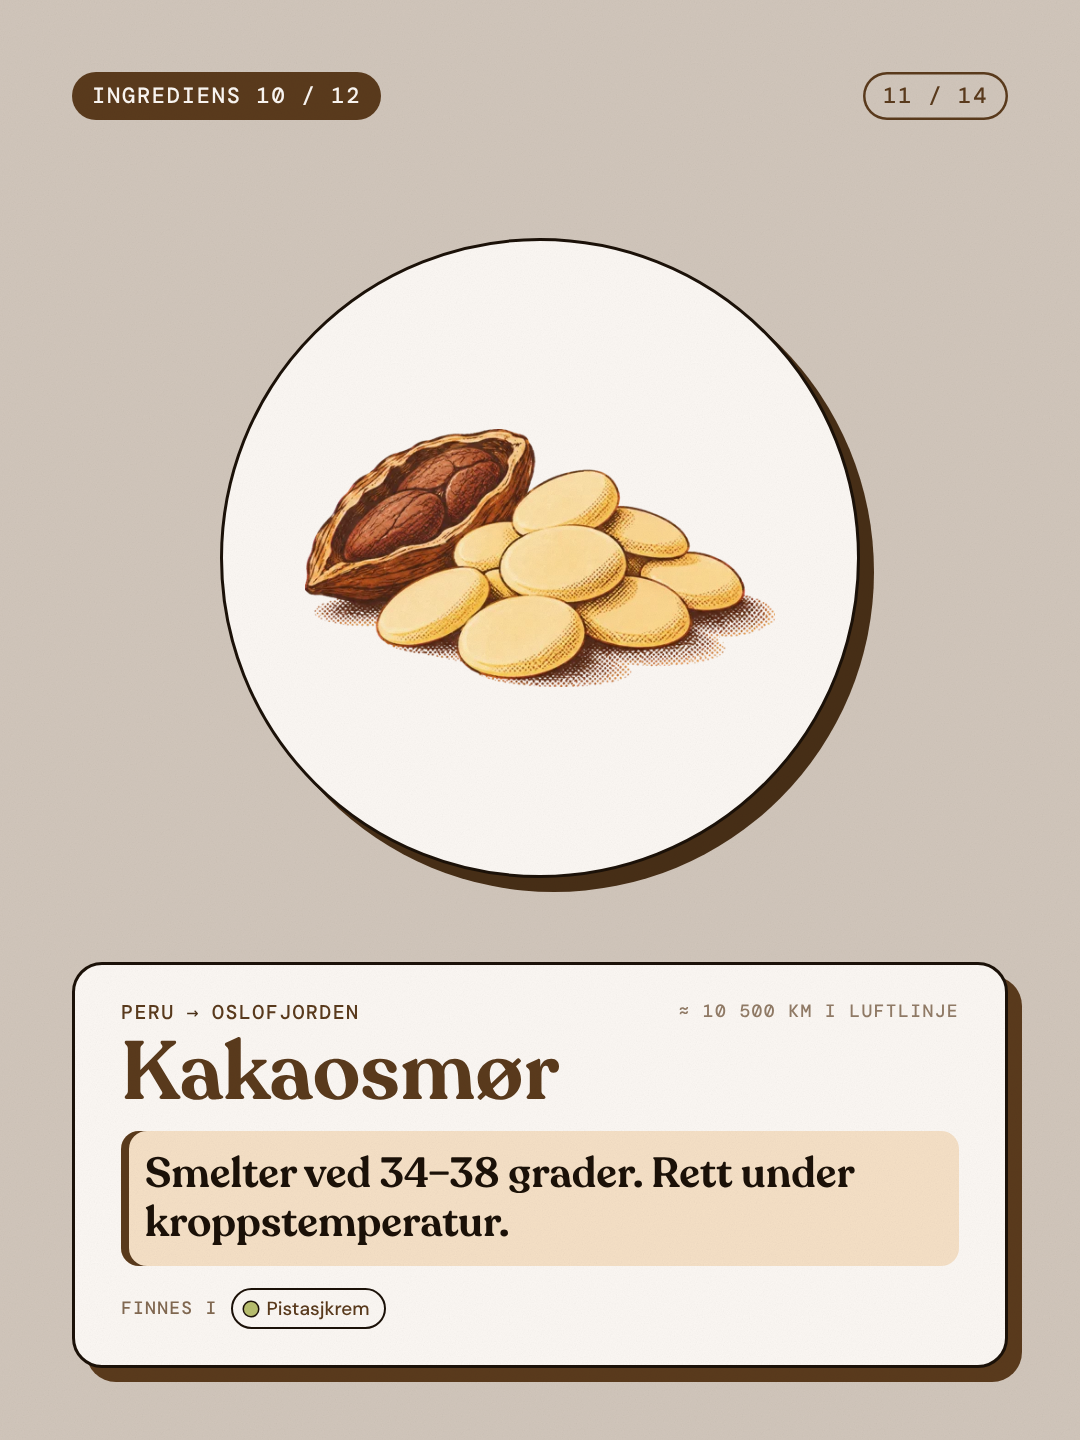 INGREDIENS 10 / 12
11 / 14
PERU → OSLOFJORDEN
≈ 10 500 KM I LUFTLINJE
Kakaosmør
Smelter ved 34–38 grader. Rett under
kroppstemperatur.
FINNES I
Pistasjkrem